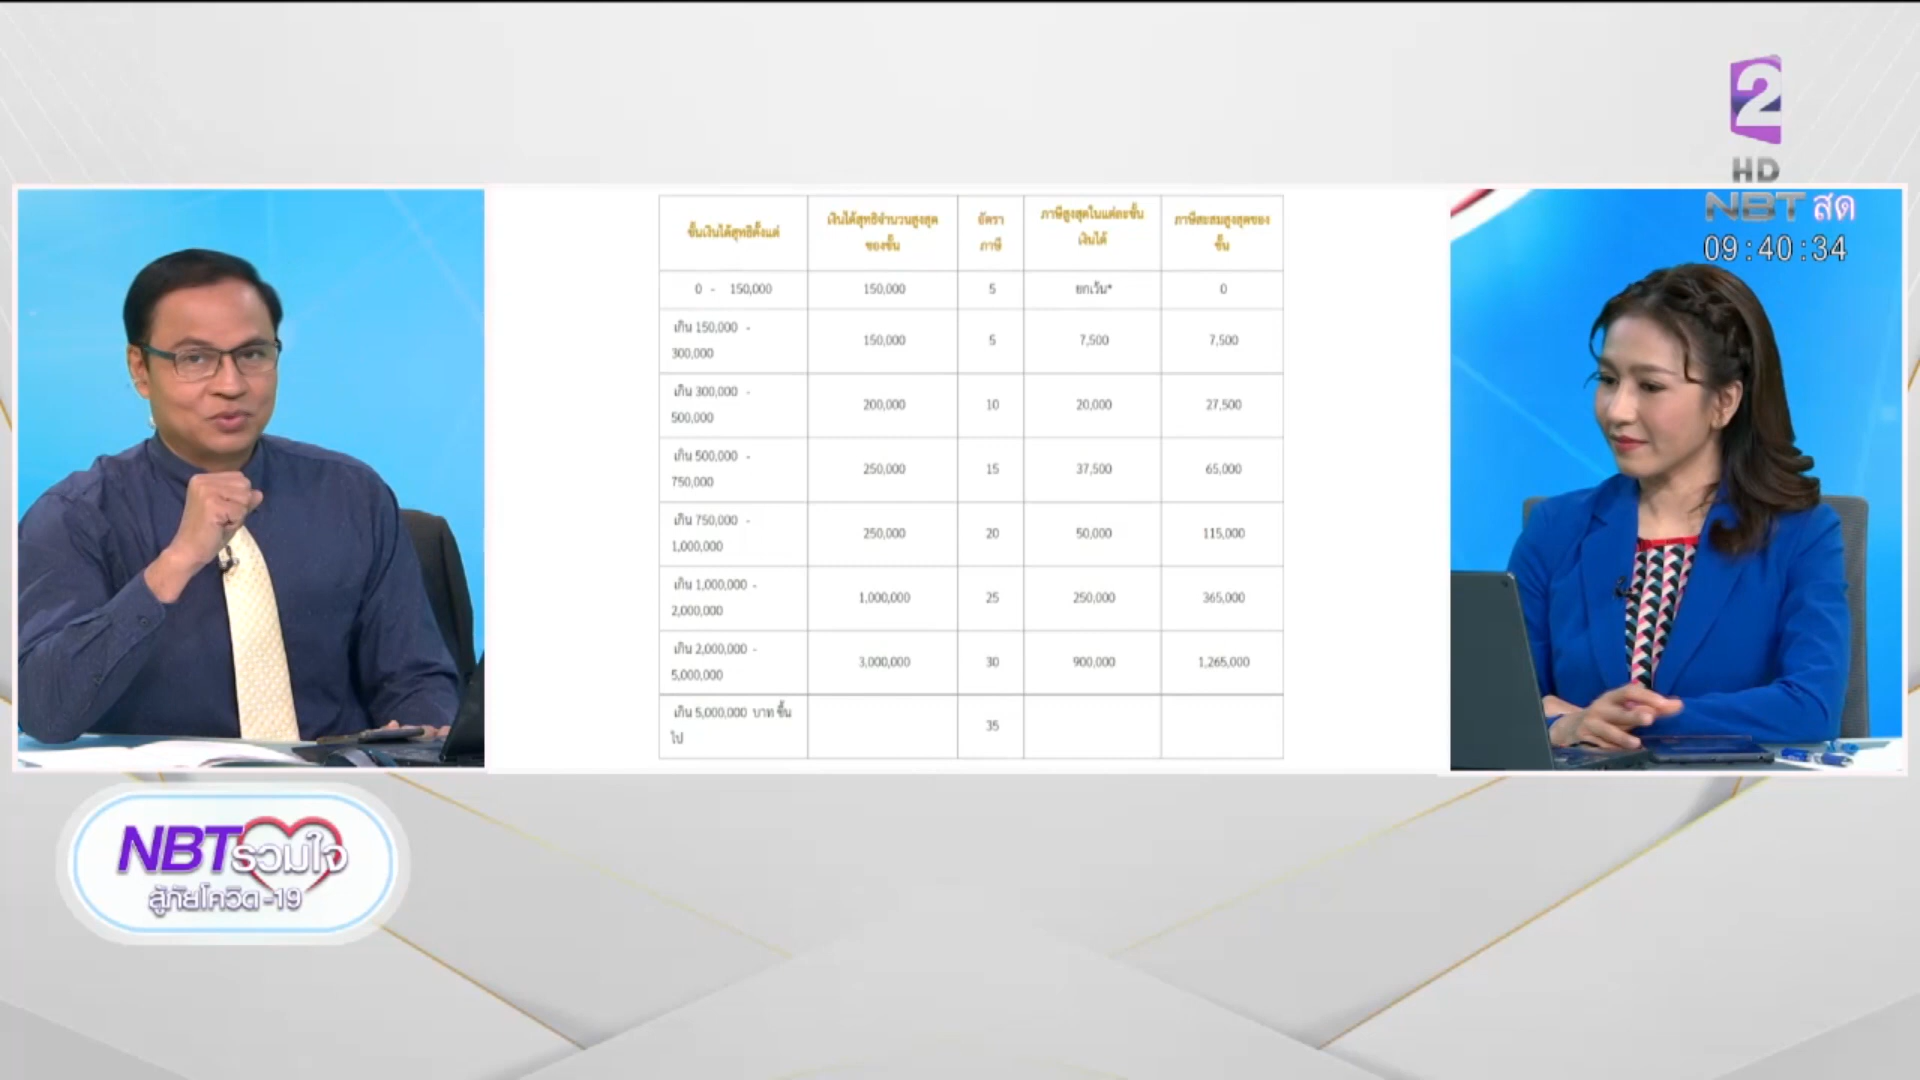 2
HD
NBT สด
09:40:34
ชั้นเงินได้สุทธิตั้งแต่
เงินได้สุทธิจำนวนสูงสุด
ของขั้น
อัตรา
ภาษี
ภาษีสูงสุดในแต่ละขั้น
เงินได้
ภาษีสะสมสูงสุดของ
ขั้น
0 - 150,000
150,000
5
ยกเว้น*
0
เกิน 150,000 -
300,000
150,000
5
7,500
7,500
เกิน 300,000 -
500,000
200,000
10
20,000
27,500
เกิน 500,000 -
750,000
250,000
15
37,500
65,000
เกิน 750,000 -
1,000,000
250,000
20
50,000
115,000
เกิน 1,000,000 -
2,000,000
1,000,000
25
250,000
365,000
เกิน 2,000,000 -
5,000,000
3,000,000
30
900,000
1,265,000
เกิน 5,000,000 บาท ขึ้น
ไป
35
NBTรวมใจ
สู้ภัยโควิด-19